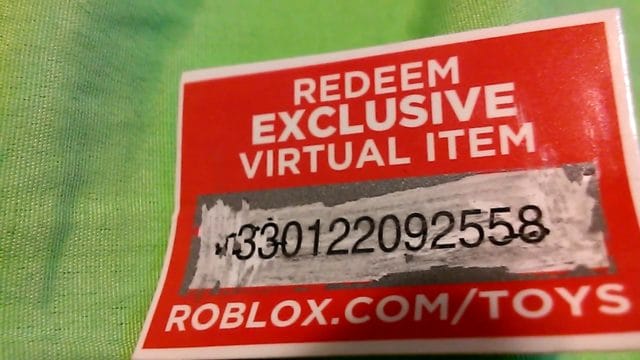 REDEEM
EXCLUSIVE
VIRTUAL ITEM
330122092558
ROBLOX.COM/TOYS